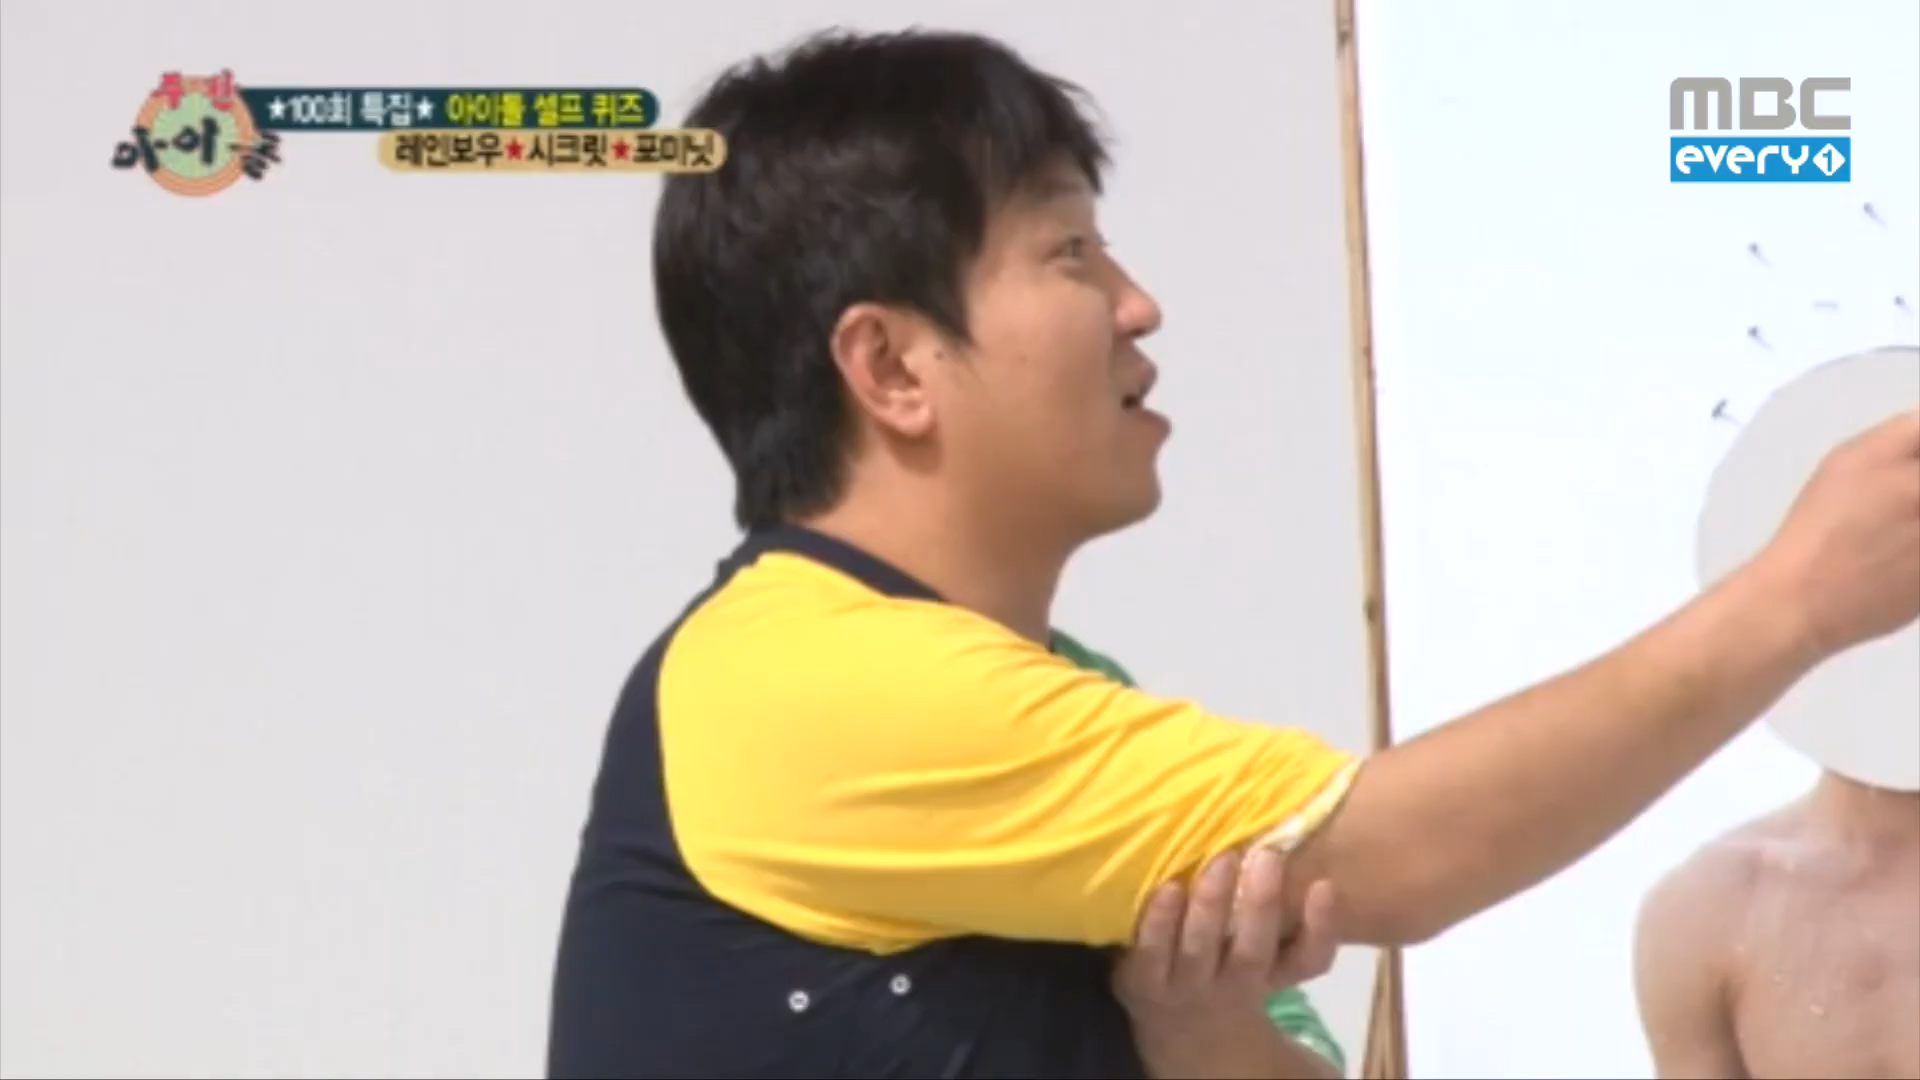 주간
아이돌
★100회 특집★ 아이돌 셀프 퀴즈
레인보우★시크릿★포미닛
MBC
every1